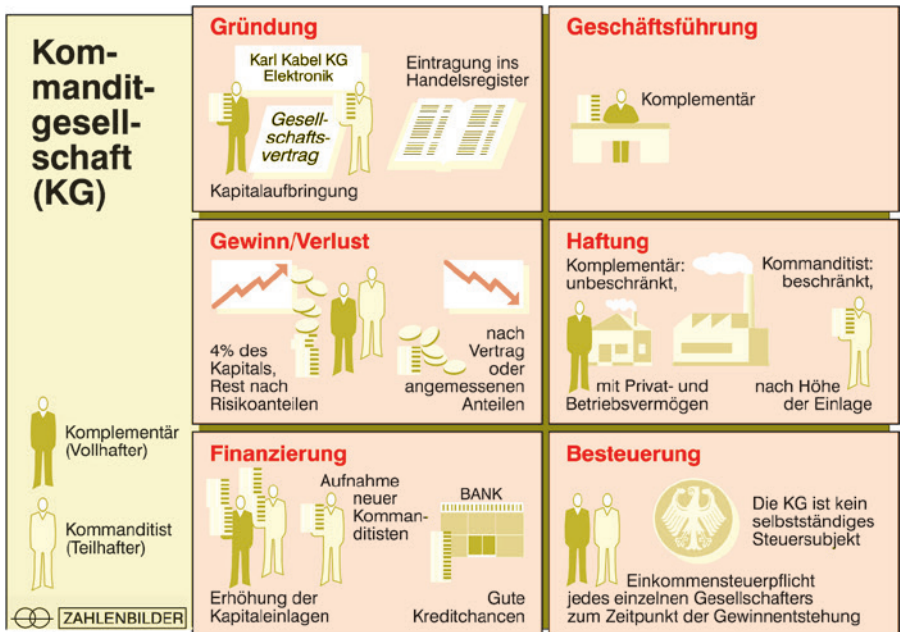 Kom-
mandit-
gesell-
schaft
(KG)
Komplementär
(Vollhafter)
Kommanditist
(Teilhafter)
ZAHLENBILDER
Gründung
Karl Kabel KG
Elektronik
Gesell-
schafts-
vertrag
Kapitalaufbringung
Eintragung ins
Handelsregister
Geschäftsführung
Komplementär
Gewinn/Verlust
4% des
Kapitals,
Rest nach
Risikoanteilen
nach
Vertrag
oder
angemessenen
Anteilen
Haftung
Komplementär:
unbeschränkt,
mit Privat- und
Betriebsvermögen
Kommanditist:
beschränkt,
nach Höhe
der Einlage
Finanzierung
Erhöhung der
Kapitaleinlagen
Aufnahme
neuer
Komman-
ditisten
BANK
Gute
Kreditchancen
Besteuerung
Die KG ist kein
selbstständiges
Steuersubjekt
Einkommensteuerpflicht
jedes einzelnen Gesellschafters
zum Zeitpunkt der Gewinnentstehung